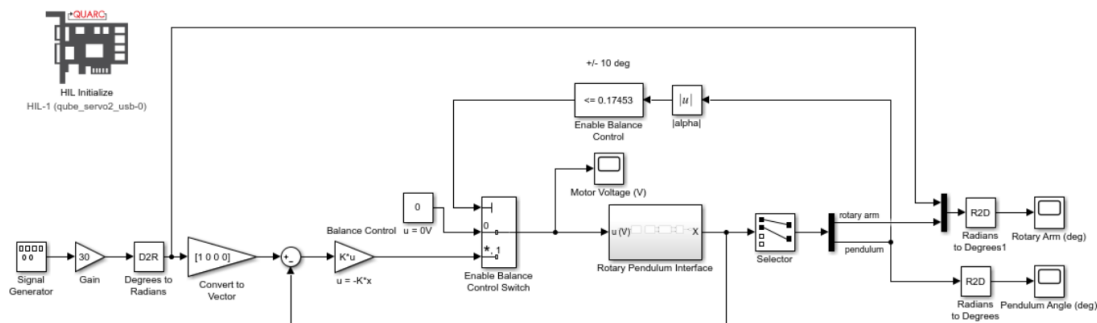 QUARC
HIL Initialize
HIL-1 (qube_servo2_usb-0)
+/- 10 deg
<= 0.17453
Enable Balance
Control
|u|
|alpha|
Motor Voltage (V)
0
u = 0V
0
*, 1
Enable Balance
Control Switch
Signal
Generator
30
Gain
D2R
Degrees to
Radians
[1 0 0 0]
Convert to
Vector
+
-
Balance Control
K*u
u = -K*x
u (V)
X
Rotary Pendulum Interface
Selector
rotary arm
pendulum
R2D
Radians
to Degrees1
Rotary Arm (deg)
R2D
Radians
to Degrees
Pendulum Angle (deg)